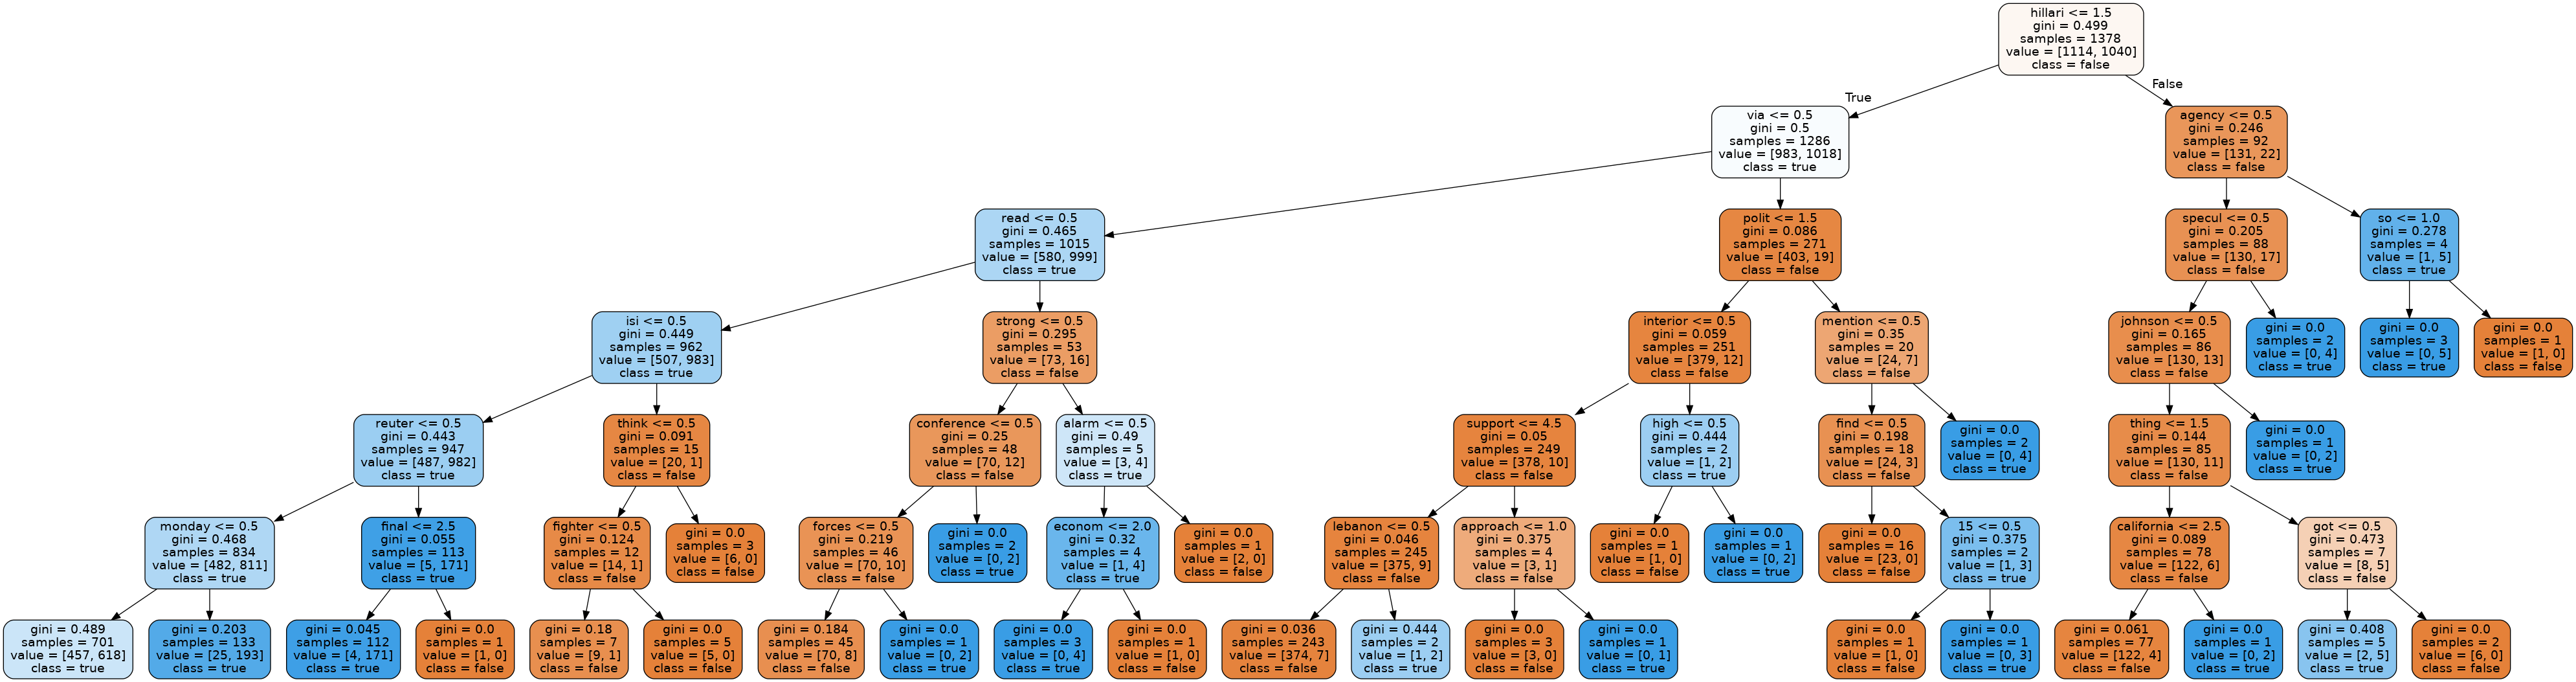 hillari <= 1.5
gini = 0.499
samples = 1378
value = [1114, 1040]
class = false
True
False
via <= 0.5
gini = 0.5
samples = 1286
value = [983, 1018]
class = true
agency <= 0.5
gini = 0.246
samples = 92
value = [131, 22]
class = false
read <= 0.5
gini = 0.465
samples = 1015
value = [580, 999]
class = true
polit <= 1.5
gini = 0.086
samples = 271
value = [403, 19]
class = false
specul <= 0.5
gini = 0.205
samples = 88
value = [130, 17]
class = false
so <= 1.0
gini = 0.278
samples = 4
value = [1, 5]
class = true
isi <= 0.5
gini = 0.449
samples = 962
value = [507, 983]
class = true
strong <= 0.5
gini = 0.295
samples = 53
value = [73, 16]
class = false
interior <= 0.5
gini = 0.059
samples = 251
value = [379, 12]
class = false
mention <= 0.5
gini = 0.35
samples = 20
value = [24, 7]
class = false
johnson <= 0.5
gini = 0.165
samples = 86
value = [130, 13]
class = false
gini = 0.0
samples = 2
value = [0, 4]
class = true
gini = 0.0
samples = 3
value = [0, 5]
class = true
gini = 0.0
samples = 1
value = [1, 0]
class = false
reuter <= 0.5
gini = 0.443
samples = 947
value = [487, 982]
class = true
think <= 0.5
gini = 0.091
samples = 15
value = [20, 1]
class = false
conference <= 0.5
gini = 0.25
samples = 48
value = [70, 12]
class = false
alarm <= 0.5
gini = 0.49
samples = 5
value = [3, 4]
class = true
support <= 4.5
gini = 0.05
samples = 249
value = [378, 10]
class = false
high <= 0.5
gini = 0.444
samples = 2
value = [1, 2]
class = true
find <= 0.5
gini = 0.198
samples = 18
value = [24, 3]
class = false
gini = 0.0
samples = 2
value = [0, 4]
class = true
thing <= 1.5
gini = 0.144
samples = 85
value = [130, 11]
class = false
gini = 0.0
samples = 1
value = [0, 2]
class = true
monday <= 0.5
gini = 0.468
samples = 834
value = [482, 811]
class = true
final <= 2.5
gini = 0.055
samples = 113
value = [5, 171]
class = true
fighter <= 0.5
gini = 0.124
samples = 12
value = [14, 1]
class = false
gini = 0.0
samples = 3
value = [6, 0]
class = false
forces <= 0.5
gini = 0.219
samples = 46
value = [70, 10]
class = false
gini = 0.0
samples = 2
value = [0, 2]
class = true
econom <= 2.0
gini = 0.32
samples = 4
value = [1, 4]
class = true
gini = 0.0
samples = 1
value = [2, 0]
class = false
lebanon <= 0.5
gini = 0.046
samples = 245
value = [375, 9]
class = false
approach <= 1.0
gini = 0.375
samples = 4
value = [3, 1]
class = false
gini = 0.0
samples = 1
value = [1, 0]
class = false
gini = 0.0
samples = 1
value = [0, 2]
class = true
gini = 0.0
samples = 16
value = [23, 0]
class = false
15 <= 0.5
gini = 0.375
samples = 2
value = [1, 3]
class = true
california <= 2.5
gini = 0.089
samples = 78
value = [122, 6]
class = false
got <= 0.5
gini = 0.473
samples = 7
value = [8, 5]
class = false
gini = 0.489
samples = 701
value = [457, 618]
class = true
gini = 0.203
samples = 133
value = [25, 193]
class = true
gini = 0.045
samples = 112
value = [4, 171]
class = true
gini = 0.0
samples = 1
value = [1, 0]
class = false
gini = 0.18
samples = 7
value = [9, 1]
class = false
gini = 0.0
samples = 5
value = [5, 0]
class = false
gini = 0.184
samples = 45
value = [70, 8]
class = false
gini = 0.0
samples = 1
value = [0, 2]
class = true
gini = 0.0
samples = 3
value = [0, 4]
class = true
gini = 0.0
samples = 1
value = [1, 0]
class = false
gini = 0.036
samples = 243
value = [374, 7]
class = false
gini = 0.444
samples = 2
value = [1, 2]
class = true
gini = 0.0
samples = 3
value = [3, 0]
class = false
gini = 0.0
samples = 1
value = [0, 1]
class = true
gini = 0.0
samples = 1
value = [1, 0]
class = false
gini = 0.0
samples = 1
value = [0, 3]
class = true
gini = 0.061
samples = 77
value = [122, 4]
class = false
gini = 0.0
samples = 1
value = [0, 2]
class = true
gini = 0.408
samples = 5
value = [2, 5]
class = true
gini = 0.0
samples = 2
value = [6, 0]
class = false